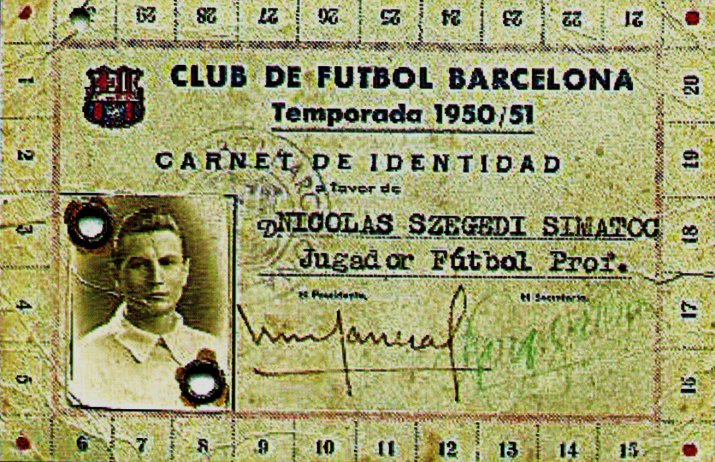 30 29 28 27 26 25 24 23 22 21
CLUB DE FUTBOL BARCELONA
Temporada 1950/51
CARNET DE IDENTIDAD
a favor de
D. NICOLAS SZEGEDI SIMATOC
Jugador Fútbol Prof.
El Presidente, El Secretario,
1
2
3
4
5
20
19
18
17
16
6 7 8 9 10 11 12 13 14 15